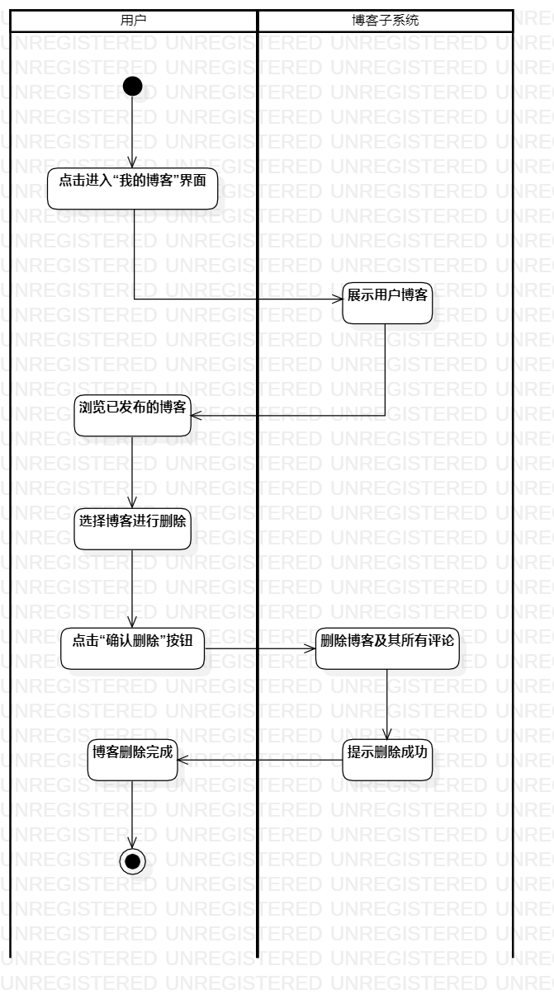 用户
博客子系统
点击进入“我的博客”界面
展示用户博客
浏览已发布的博客
选择博客进行删除
点击“确认删除”按钮
删除博客及其所有评论
博客删除完成
提示删除成功
UNREGISTERED